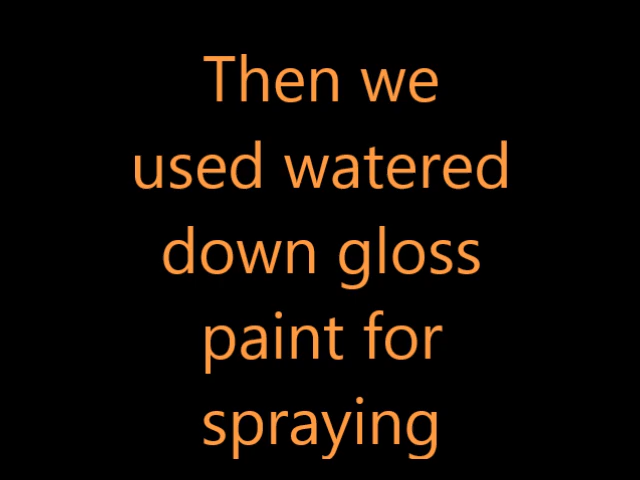 Then we
used watered
down gloss
paint for
spraying